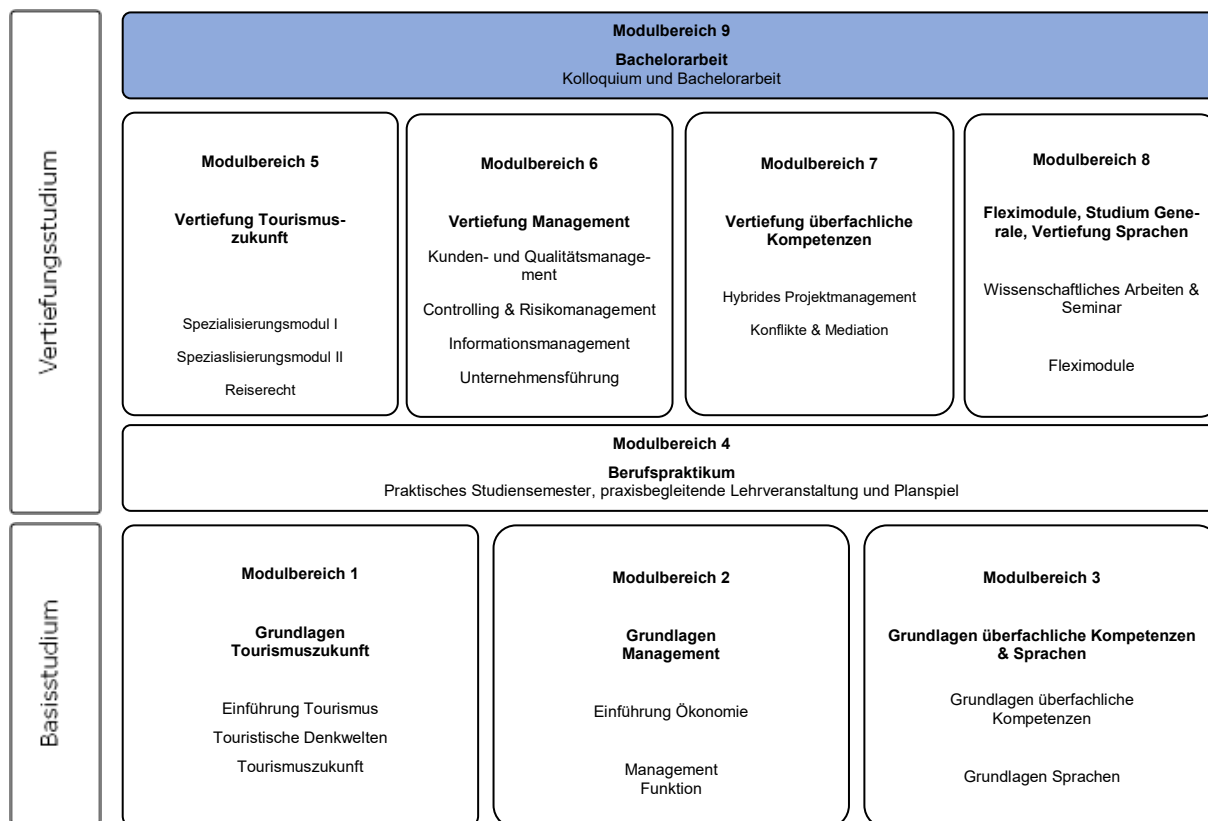 Vertiefungsstudium
Modulbereich 9
Bachelorarbeit
Kolloquium und Bachelorarbeit
Modulbereich 5
Vertiefung Tourismus-
zukunft
Spezialisierungsmodul I
Speziaslisierungsmodul II
Reiserecht
Modulbereich 6
Vertiefung Management
Kunden- und Qualitätsmanage-
ment
Controlling & Risikomanagement
Informationsmanagement
Unternehmensführung
Modulbereich 7
Vertiefung überfachliche
Kompetenzen
Hybrides Projektmanagement
Konflikte & Mediation
Modulbereich 8
Fleximodule, Studium Gene-
rale, Vertiefung Sprachen
Wissenschaftliches Arbeiten &
Seminar
Fleximodule
Modulbereich 4
Berufspraktikum
Praktisches Studiensemester, praxisbegleitende Lehrveranstaltung und Planspiel
Basisstudium
Modulbereich 1
Grundlagen
Tourismuszukunft
Einführung Tourismus
Touristische Denkwelten
Tourismuszukunft
Modulbereich 2
Grundlagen
Management
Einführung Ökonomie
Management
Funktion
Modulbereich 3
Grundlagen überfachliche Kompetenzen
& Sprachen
Grundlagen überfachliche
Kompetenzen
Grundlagen Sprachen